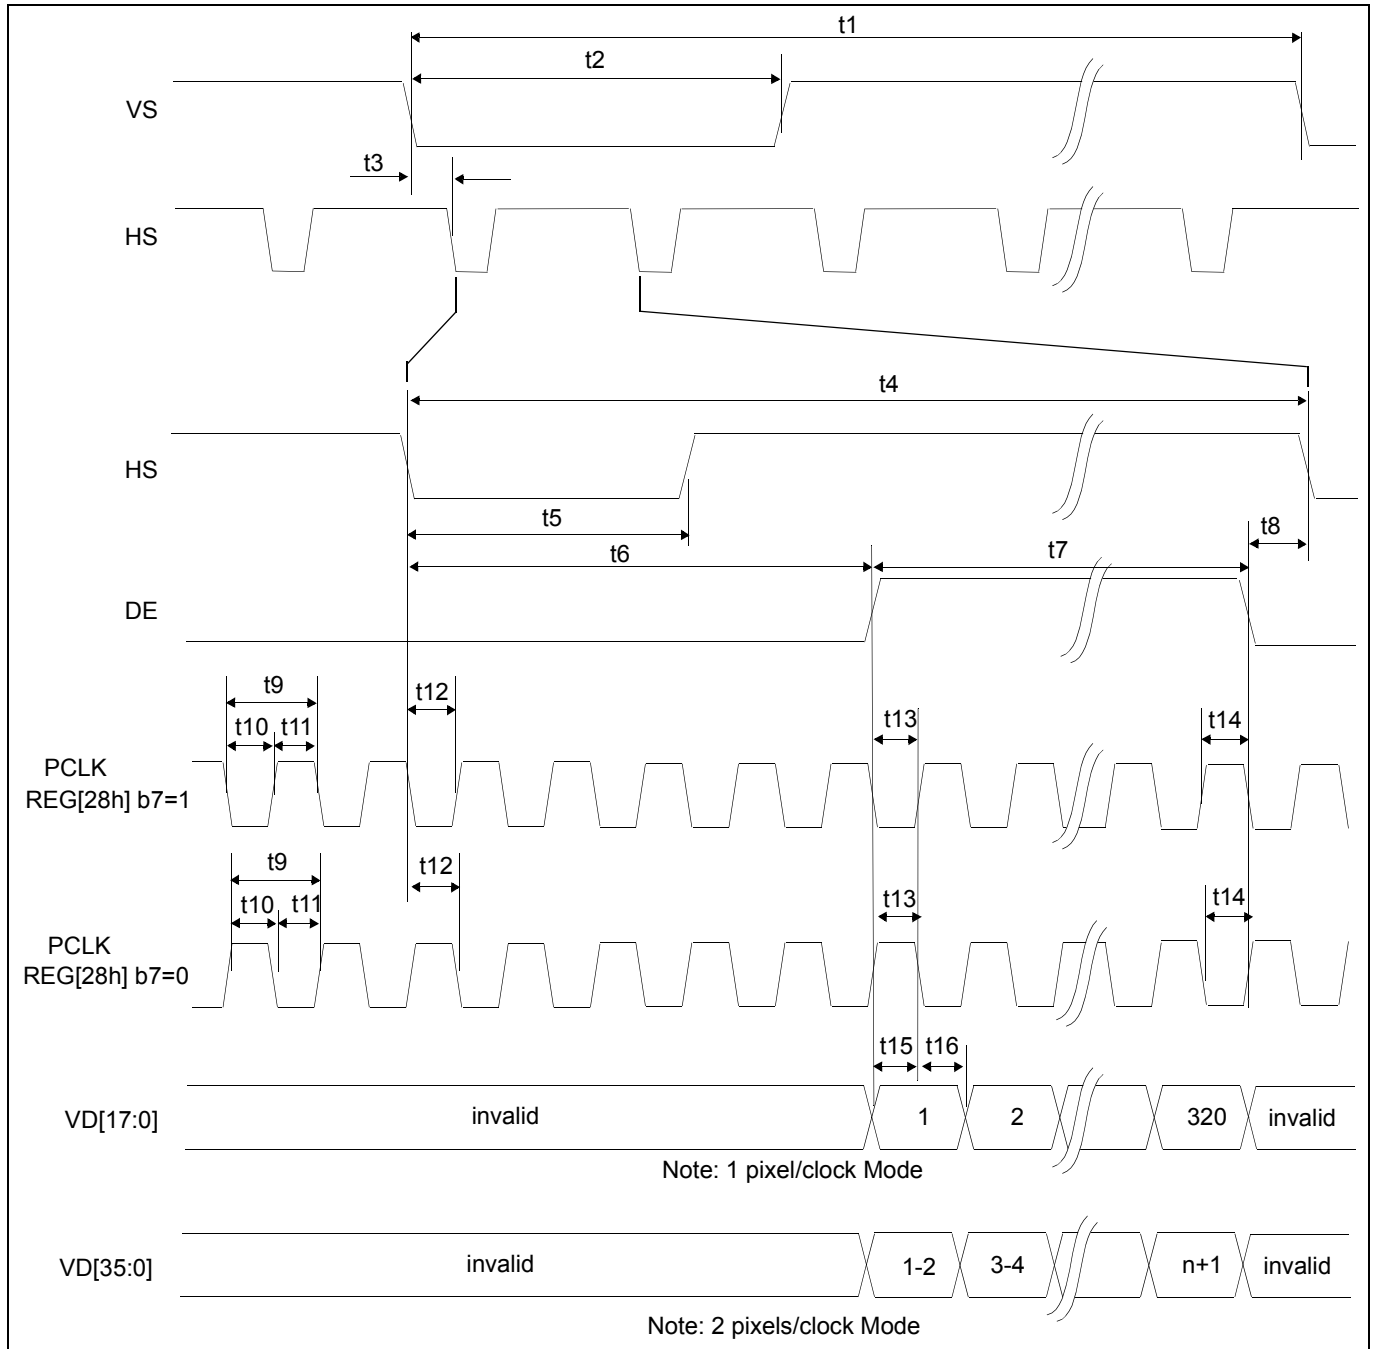 t1
t2
VS
t3
HS
t4
HS
t5
t8
t6
t7
DE
t9
t12
t10 t11
t13
t14
PCLK
REG[28h] b7=1
t9
t12
t10 t11
t13
t14
PCLK
REG[28h] b7=0
t15 t16
VD[17:0]
invalid
1
2
320
invalid
Note: 1 pixel/clock Mode
VD[35:0]
invalid
1-2
3-4
n+1
invalid
Note: 2 pixels/clock Mode